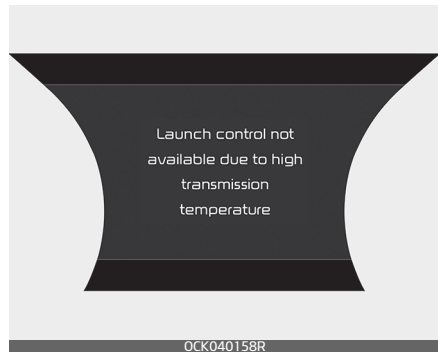 Launch control not
available due to high
transmission
temperature
OCK040158R